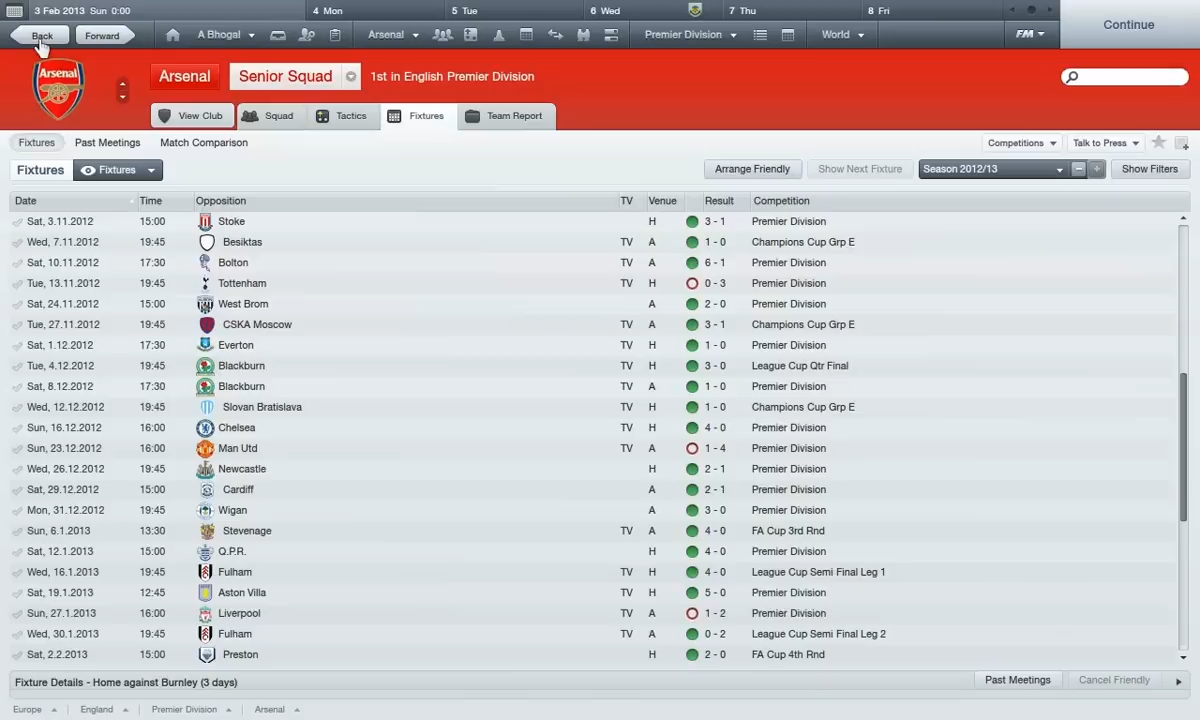 3 Feb 2013 Sun 0:00 4 Mon 5 Tue 6 Wed 7 Thu 8 Fri
Continue
Back Forward A Bhogal Arsenal Premier Division World FM
Arsenal Arsenal Senior Squad 1st in English Premier Division
View Club Squad Tactics Fixtures Team Report
Fixtures Past Meetings Match Comparison Competitions Talk to Press
Fixtures Fixtures Arrange Friendly Show Next Fixture Season 2012/13 Show Filters
Date Time Opposition TV Venue Result Competition
Sat, 3.11.2012 15:00 Stoke H 3 - 1 Premier Division
Wed, 7.11.2012 19:45 Besiktas TV A 1 - 0 Champions Cup Grp E
Sat, 10.11.2012 17:30 Bolton TV A 6 - 1 Premier Division
Tue, 13.11.2012 19:45 Tottenham TV H 0 - 3 Premier Division
Sat, 24.11.2012 15:00 West Brom A 2 - 0 Premier Division
Tue, 27.11.2012 19:45 CSKA Moscow TV A 3 - 1 Champions Cup Grp E
Sat, 1.12.2012 17:30 Everton TV H 1 - 0 Premier Division
Tue, 4.12.2012 19:45 Blackburn TV H 3 - 0 League Cup Qtr Final
Sat, 8.12.2012 17:30 Blackburn TV A 1 - 0 Premier Division
Wed, 12.12.2012 19:45 Slovan Bratislava TV H 1 - 0 Champions Cup Grp E
Sun, 16.12.2012 16:00 Chelsea TV H 4 - 0 Premier Division
Sun, 23.12.2012 16:00 Man Utd TV A 1 - 4 Premier Division
Wed, 26.12.2012 19:45 Newcastle H 2 - 1 Premier Division
Sat, 29.12.2012 15:00 Cardiff A 2 - 1 Premier Division
Mon, 31.12.2012 19:45 Wigan A 3 - 0 Premier Division
Sun, 6.1.2013 13:30 Stevenage TV A 4 - 0 FA Cup 3rd Rnd
Sat, 12.1.2013 15:00 Q.P.R. H 4 - 0 Premier Division
Wed, 16.1.2013 19:45 Fulham TV H 4 - 0 League Cup Semi Final Leg 1
Sat, 19.1.2013 12:45 Aston Villa TV H 5 - 0 Premier Division
Sun, 27.1.2013 16:00 Liverpool TV A 1 - 2 Premier Division
Wed, 30.1.2013 19:45 Fulham TV A 0 - 2 League Cup Semi Final Leg 2
Sat, 2.2.2013 15:00 Preston H 2 - 0 FA Cup 4th Rnd
Fixture Details - Home against Burnley (3 days) Past Meetings Cancel Friendly
Europe England Premier Division Arsenal